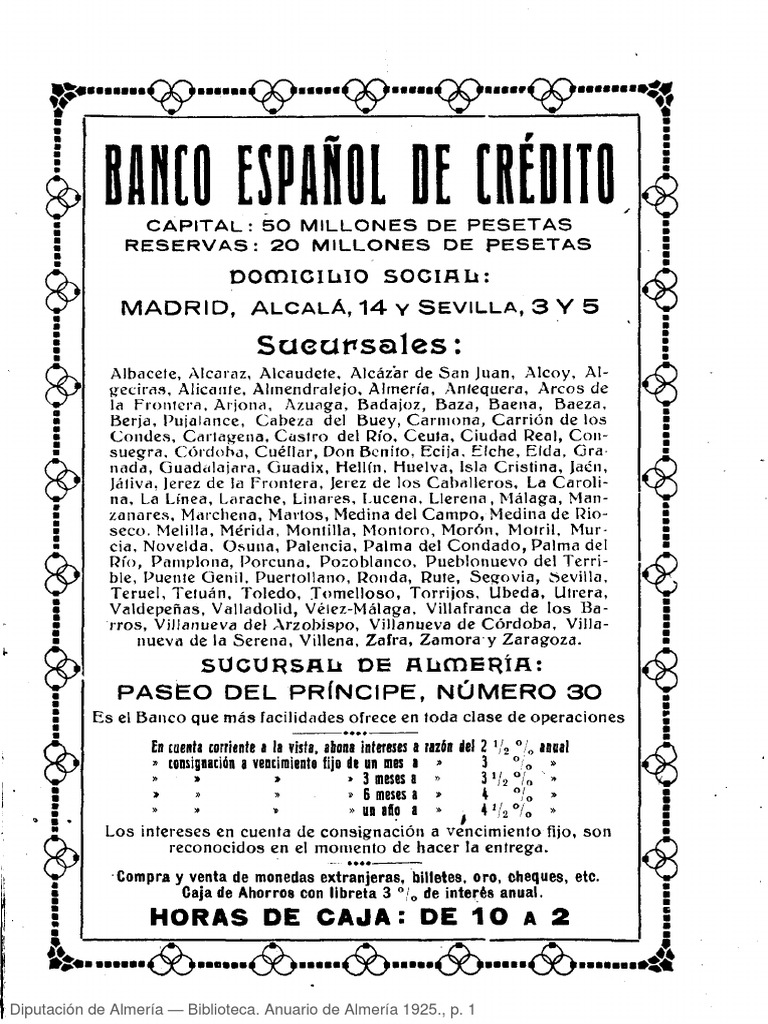 BANCO ESPAÑOL DE CRÉDITO
CAPITAL: 50 MILLONES DE PESETAS
RESERVAS: 20 MILLONES DE PESETAS
DOMICILIO SOCIAL:
MADRID, ALCALÁ, 14 Y SEVILLA, 3 Y 5
Sucursales:
Albacete, Alcaraz, Alcaudete, Alcázar de San Juan, Alcoy, Al-
geciras, Alicante, Almendralejo, Almería, Antequera, Arcos de
la Frontera, Arjona, Azuaga, Badajoz, Baza, Baena, Baeza,
Berja, Pujalance, Cabeza del Buey, Carmona, Carrión de los
Condes, Cartagena, Castro del Río, Ceuta, Ciudad Real, Con-
suegra, Córdoba, Cuéllar, Don Benito, Ecija, Elche, Elda, Gra-
nada, Guadalajara, Guadix, Hellín, Huelva, Isla Cristina, Jaén,
Játiva, Jerez de la Frontera, Jerez de los Caballeros, La Caroli-
na, La Línea, Larache, Linares, Lucena, Llerena, Málaga, Man-
zanares, Marchena, Martos, Medina del Campo, Medina de Rio-
seco, Melilla, Mérida, Montilla, Montoro, Morón, Motril, Mur-
cia, Novelda, Osuna, Palencia, Palma del Condado, Palma del
Río, Pamplona, Porcuna, Pozoblanco, Pueblonuevo del Terri-
ble, Puente Genil, Puertollano, Ronda, Rute, Segovia, Sevilla,
Teruel, Tetuán, Toledo, Tomelloso, Torrijos, Ubeda, Utrera,
Valdepeñas, Valladolid, Vélez-Málaga, Villafranca de los Ba-
rros, Villanueva del Arzobispo, Villanueva de Córdoba, Villa-
nueva de la Serena, Villena, Zafra, Zamora y Zaragoza.
SUCURSAL DE ALMERÍA:
PASEO DEL PRÍNCIPE, NÚMERO 30
Es el Banco que más facilidades ofrece en toda clase de operaciones
En cuenta corriente a la vista, abona intereses a razón del 2 1/2 % anual
» consignación a vencimiento fijo de un mes a » 3 % »
» » » » 3 meses a » 3 1/2 % »
» » » » 6 meses a » 4 % »
» » » » un año a » 4 1/2 % »
Los intereses en cuenta de consignación a vencimiento fijo, son
reconocidos en el momento de hacer la entrega.
Compra y venta de monedas extranjeras, billetes, oro, cheques, etc.
Caja de Ahorros con libreta 3 % de interés anual.
HORAS DE CAJA: DE 10 A 2
Diputación de Almería — Biblioteca. Anuario de Almería 1925., p. 1